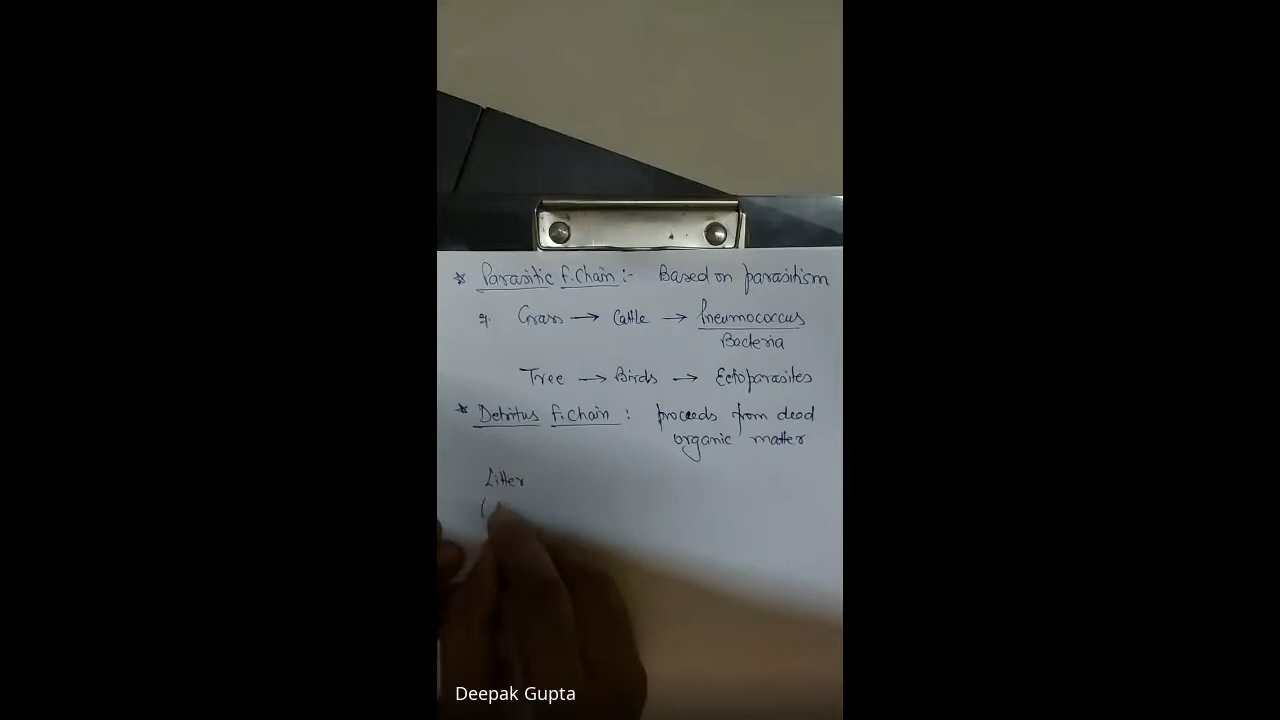 * Parasitic f. Chain :- Based on parasitism
Grass → Cattle → Pneumococcus
Bacteria
Tree → Birds → Ectoparasites
* Detritus f. chain : proceeds from dead
organic matter
Litter
(
Deepak Gupta